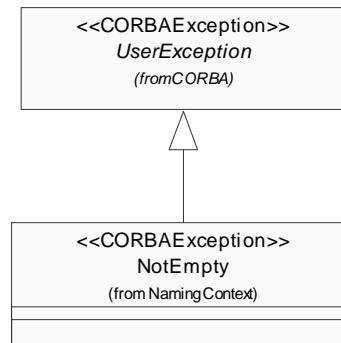 <<CORBAException>>
UserException
(fromCORBA)
<<CORBAException>>
NotEmpty
(from NamingContext)